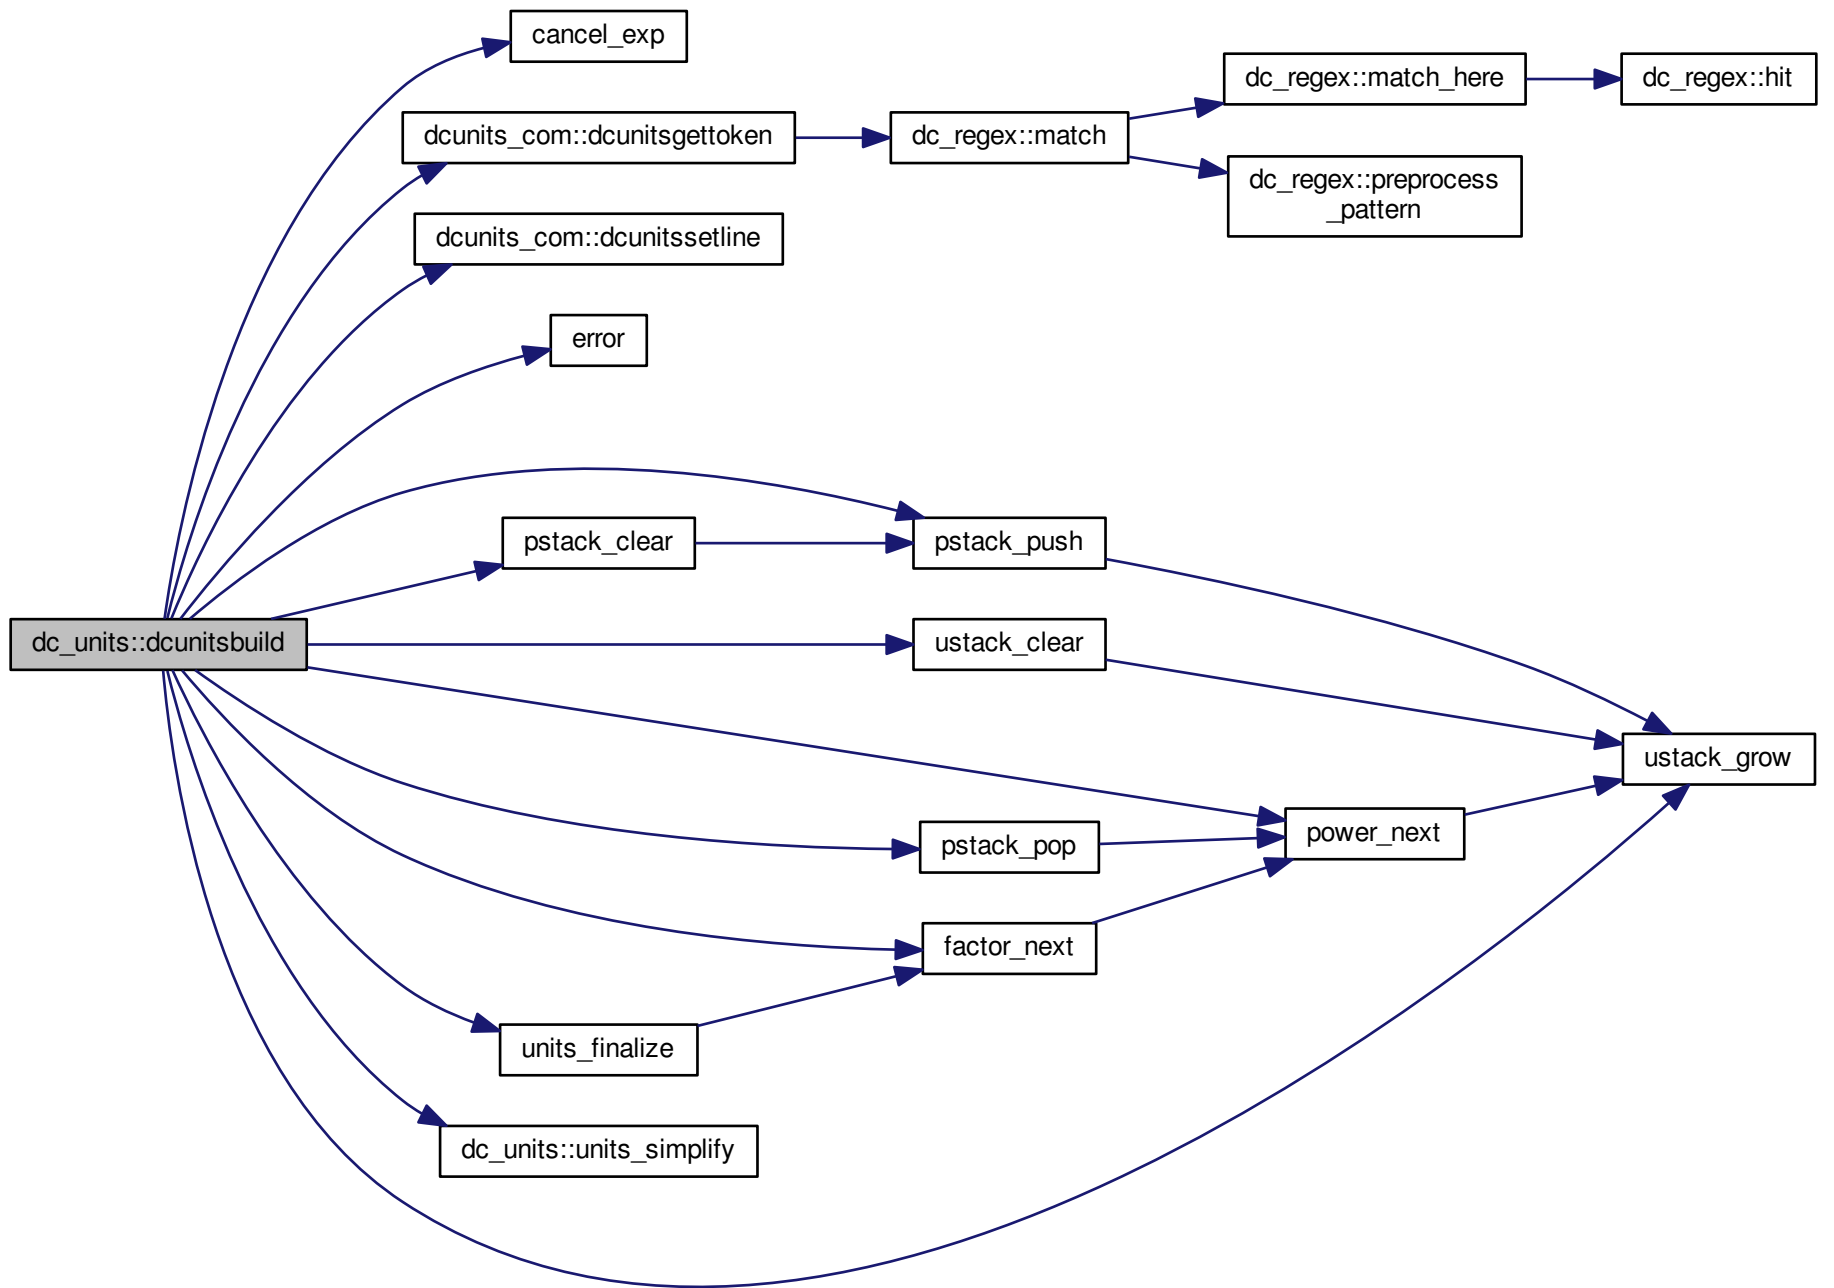 cancel_exp
dc_regex::match_here
dc_regex::hit
dcunits_com::dcunitsgettoken
dc_regex::match
dc_regex::preprocess
_pattern
dcunits_com::dcunitssetline
error
pstack_clear
pstack_push
dc_units::dcunitsbuild
ustack_clear
ustack_grow
power_next
pstack_pop
factor_next
units_finalize
dc_units::units_simplify